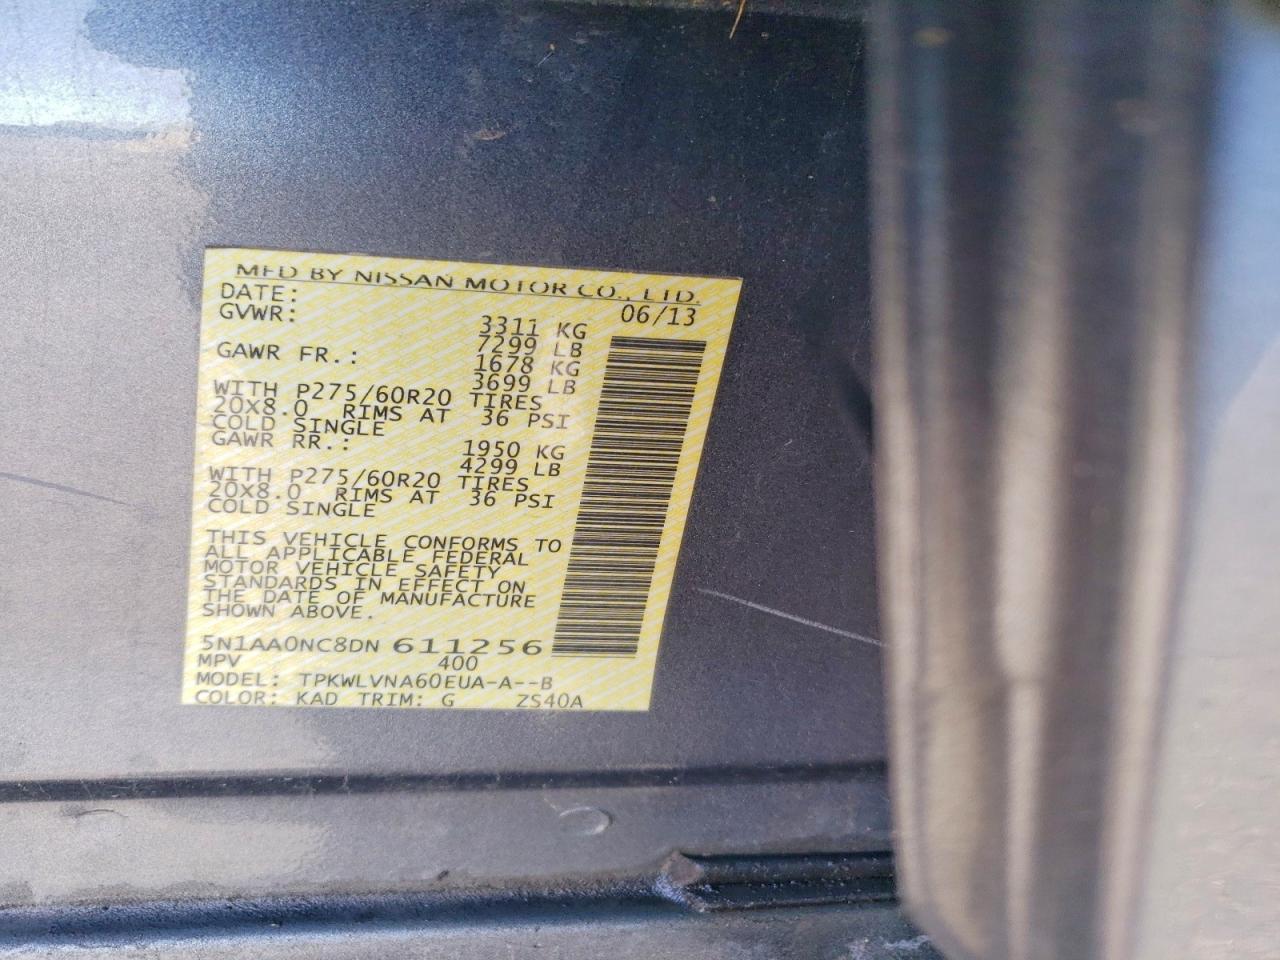 MFD BY NISSAN MOTOR CO., LTD.
DATE: 06/13
GVWR: 3311 KG
7299 LB
GAWR FR.: 1678 KG
3699 LB
WITH P275/60R20 TIRES
20X8.0 RIMS AT 36 PSI
COLD SINGLE
GAWR RR.: 1950 KG
4299 LB
WITH P275/60R20 TIRES
20X8.0 RIMS AT 36 PSI
COLD SINGLE
THIS VEHICLE CONFORMS TO
ALL APPLICABLE FEDERAL
MOTOR VEHICLE SAFETY
STANDARDS IN EFFECT ON
THE DATE OF MANUFACTURE
SHOWN ABOVE.
5N1AA0NC8DN 611256
MPV 400
MODEL: TPKWLVNA60EUA-A--B
COLOR: KAD TRIM: G ZS40A